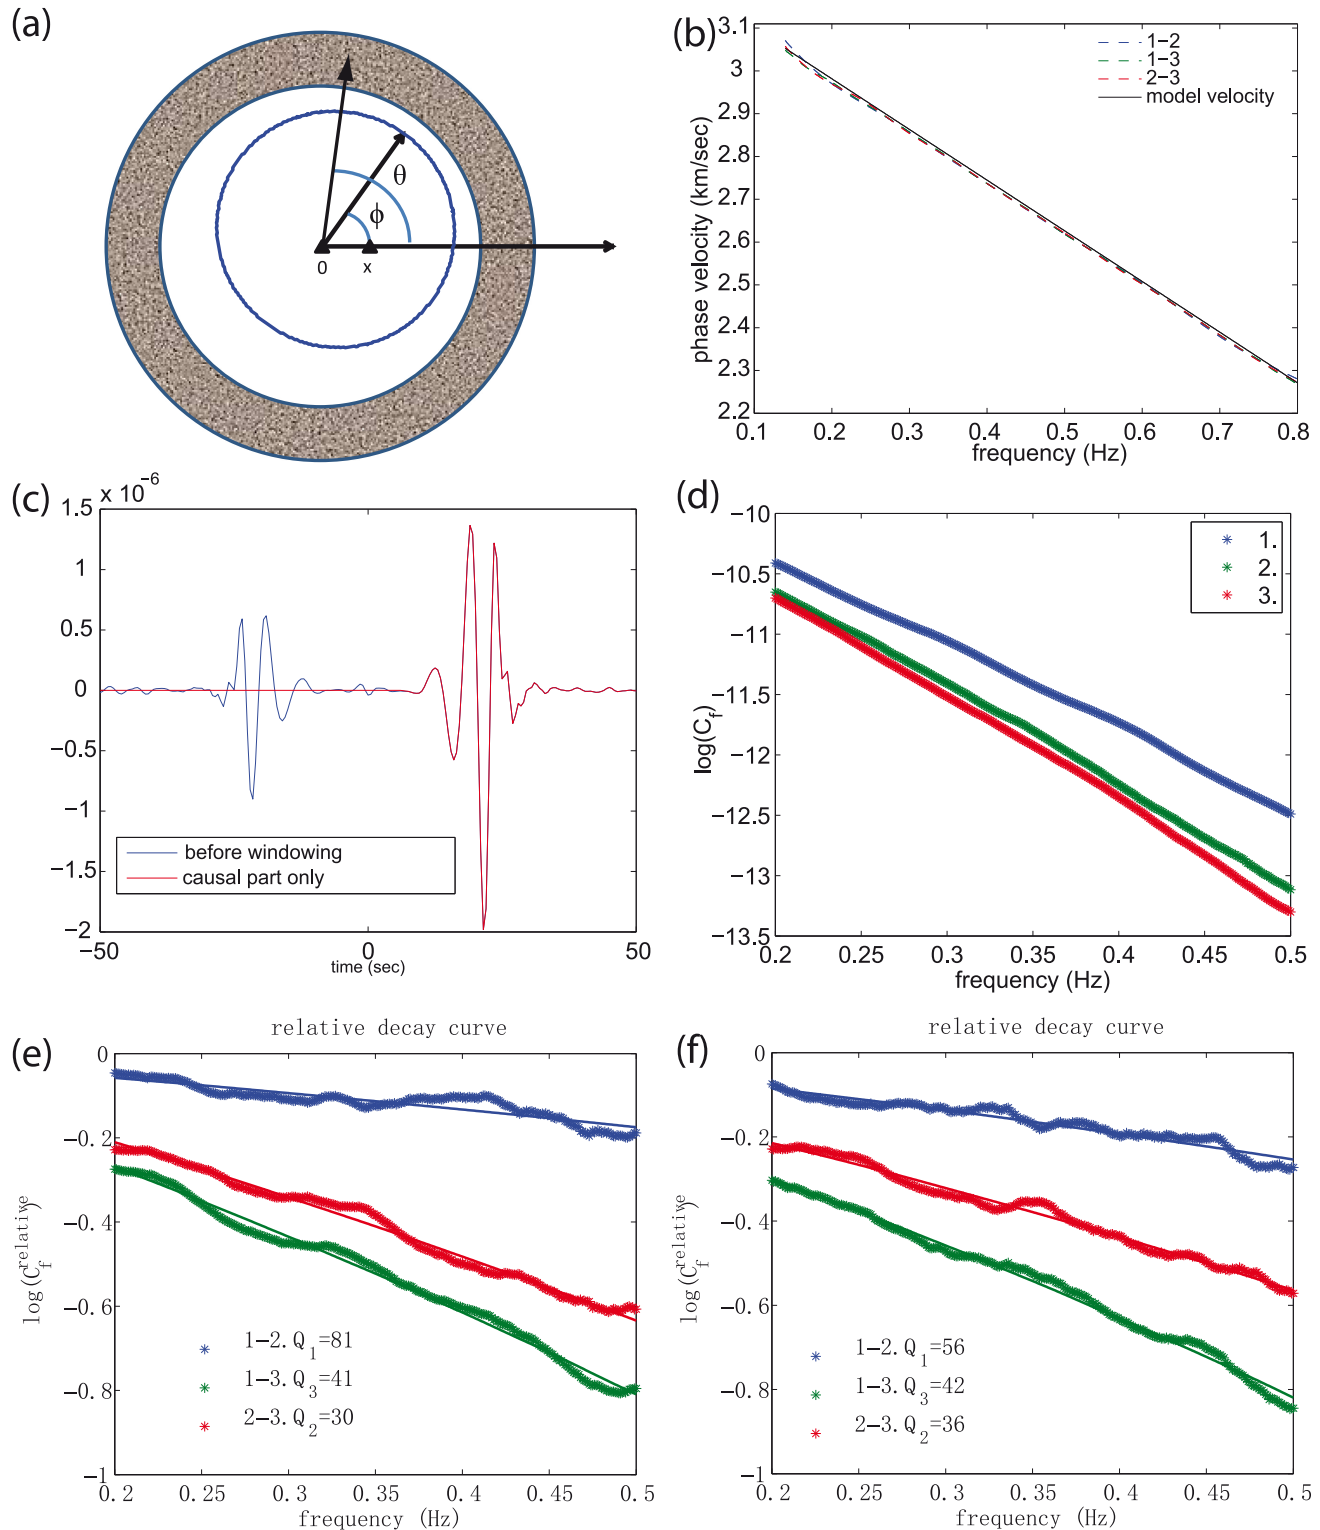 (a)
θ
ϕ
0
x
(b)
3.1
3
2.9
2.8
2.7
2.6
2.5
2.4
2.3
2.2
phase velocity (km/sec)
1−2
1−3
2−3
model velocity
0.1 0.2 0.3 0.4 0.5 0.6 0.7 0.8
frequency (Hz)
(c)
x 10−6
1.5
1
0.5
0
−0.5
−1
−1.5
−2
before windowing
causal part only
−50 0 50
time (sec)
(d)
−10
−10.5
−11
−11.5
−12
−12.5
−13
−13.5
log(C_f)
1.
2.
3.
0.2 0.25 0.3 0.35 0.4 0.45 0.5
frequency (Hz)
relative decay curve
(e)
0
−0.2
−0.4
−0.6
−0.8
−1
log(C_f^relative)
1−2.Q_1=81
1−3.Q_3=41
2−3.Q_2=30
0.2 0.25 0.3 0.35 0.4 0.45 0.5
frequency (Hz)
relative decay curve
(f)
0
−0.2
−0.4
−0.6
−0.8
−1
log(C_f^relative)
1−2.Q_1=56
1−3.Q_3=42
2−3.Q_2=36
0.2 0.25 0.3 0.35 0.4 0.45 0.5
frequency (Hz)